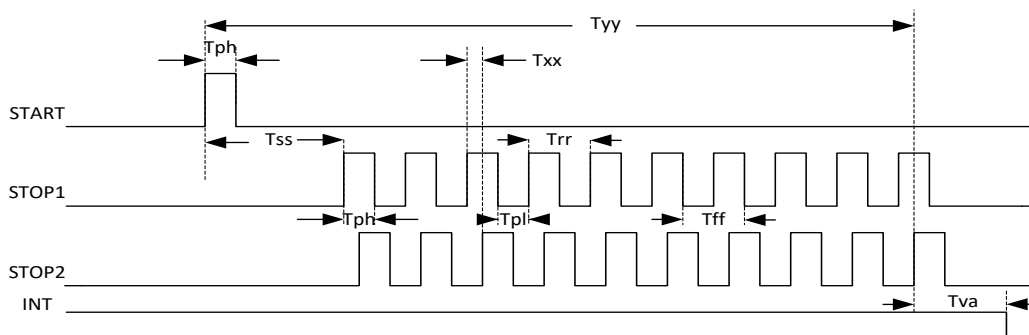 Tyy
Tph
Txx
START
Tss
Trr
STOP1
Tph
Tpl
Tff
STOP2
INT
Tva